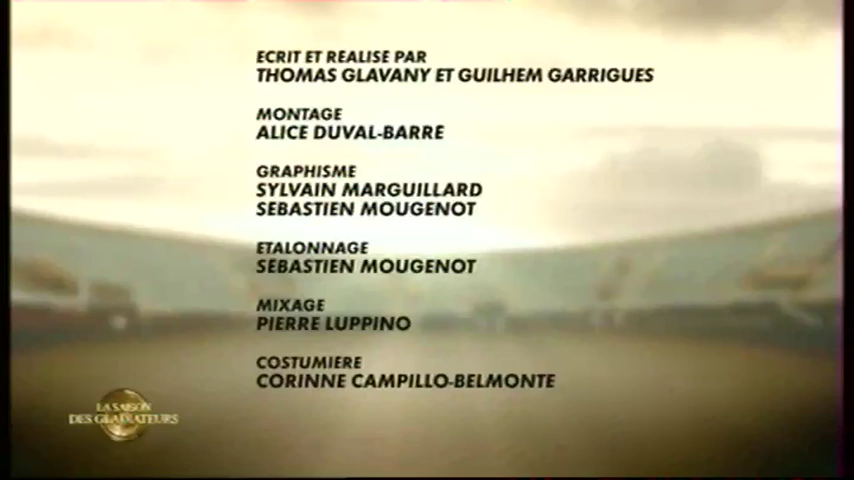 ECRIT ET REALISE PAR
THOMAS GLAVANY ET GUILHEM GARRIGUES
MONTAGE
ALICE DUVAL-BARRE
GRAPHISME
SYLVAIN MARGUILLARD
SEBASTIEN MOUGENOT
ETALONNAGE
SEBASTIEN MOUGENOT
MIXAGE
PIERRE LUPPINO
COSTUMIERE
CORINNE CAMPILLO-BELMONTE
LA SAISON
DES GLADIATEURS